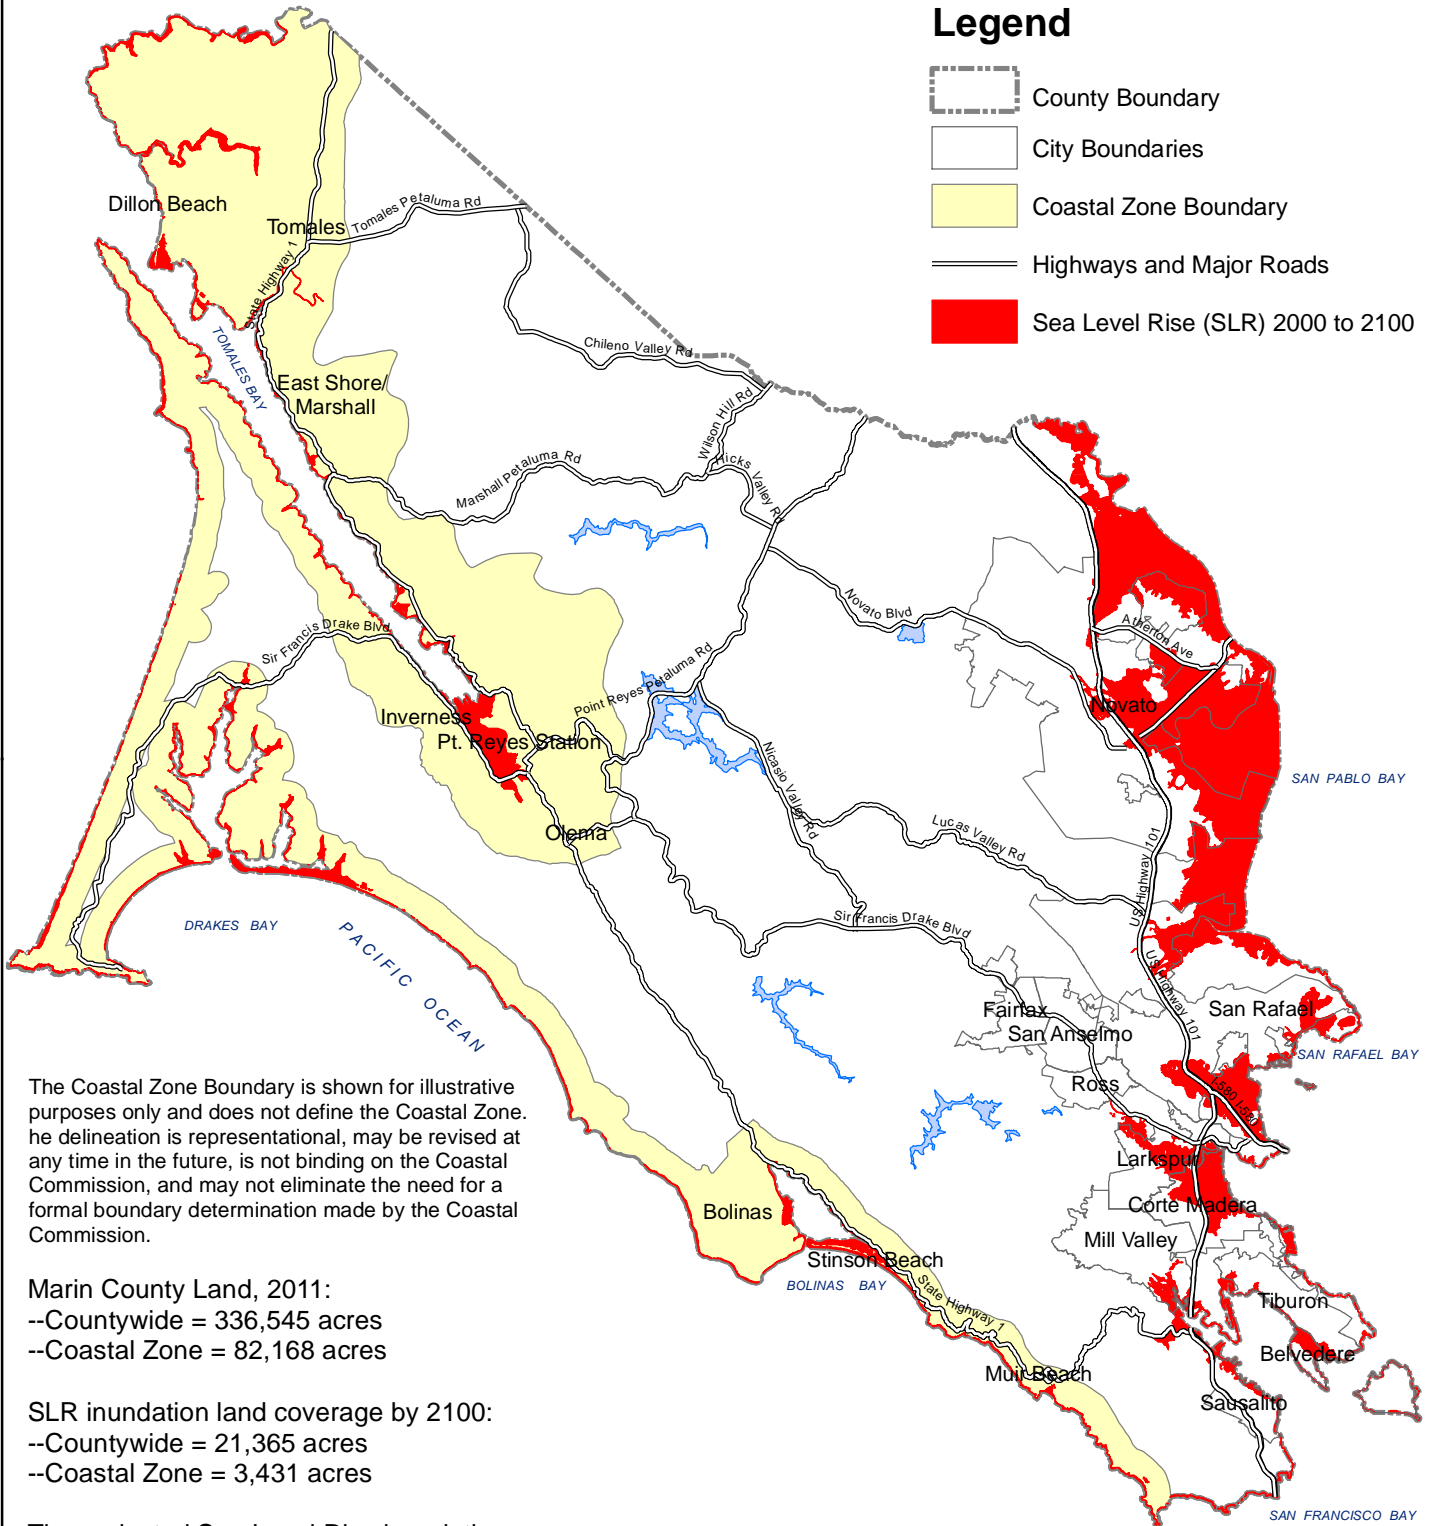 Legend
County Boundary
City Boundaries
Coastal Zone Boundary
Highways and Major Roads
Sea Level Rise (SLR) 2000 to 2100
Dillon Beach
Tomales
Tomales Petaluma Rd
State Highway 1
TOMALES BAY
Chileno Valley Rd
East Shore/
Marshall
Wilson Hill Rd
Marshall Petaluma Rd
Hicks Valley Rd
Novato Blvd
Atherton Ave
Sir Francis Drake Blvd
Point Reyes Petaluma Rd
Inverness
Pt. Reyes Station
Novato
Nicasio Valley Rd
SAN PABLO BAY
Olema
Lucas Valley Rd
US Highway 101
DRAKES BAY
PACIFIC OCEAN
Sir Francis Drake Blvd
US Highway 101
Fairfax
San Anselmo
San Rafael
SAN RAFAEL BAY
Ross
I-580 I-580
Larkspur
Corte Madera
Mill Valley
Bolinas
Stinson Beach
BOLINAS BAY
State Highway 1
Tiburon
Belvedere
Muir Beach
Sausalito
SAN FRANCISCO BAY
The Coastal Zone Boundary is shown for illustrative
purposes only and does not define the Coastal Zone.
he delineation is representational, may be revised at
any time in the future, is not binding on the Coastal
Commission, and may not eliminate the need for a
formal boundary determination made by the Coastal
Commission.
Marin County Land, 2011:
--Countywide = 336,545 acres
--Coastal Zone = 82,168 acres
SLR inundation land coverage by 2100:
--Countywide = 21,365 acres
--Coastal Zone = 3,431 acres